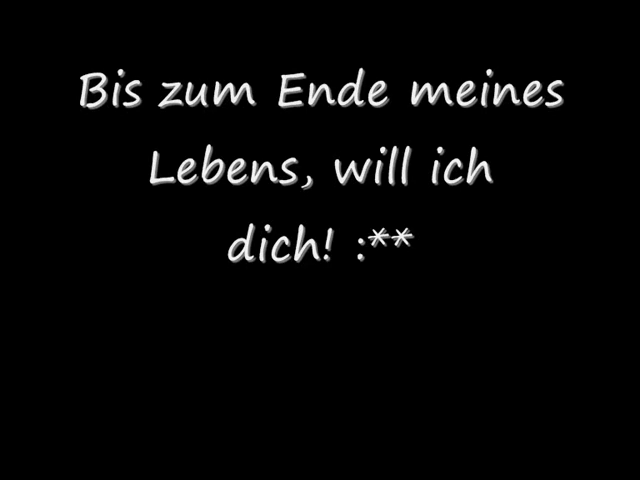 Bis zum Ende meines
Lebens, will ich
dich! :**